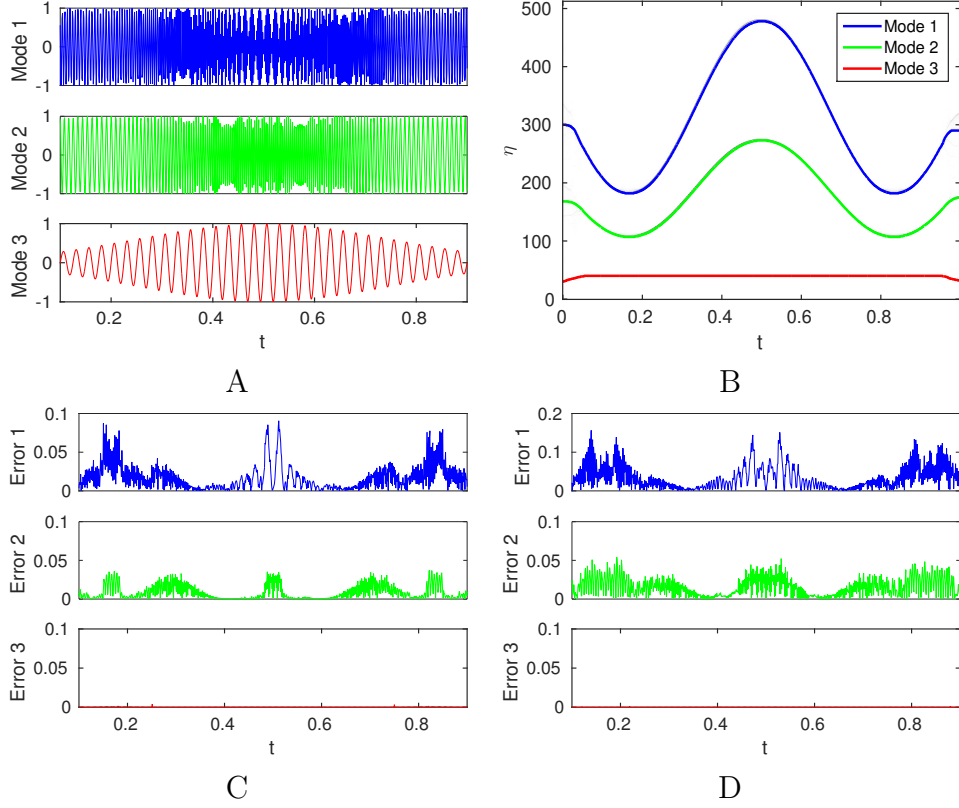 Mode 1
1
0
-1
Mode 2
1
0
-1
Mode 3
1
0
-1
0.2 0.4 0.6 0.8
t
A
η
500
400
300
200
100
0
Mode 1
Mode 2
Mode 3
0 0.2 0.4 0.6 0.8
t
B
Error 1
0.1
0.05
0
Error 2
0.1
0.05
0
Error 3
0.1
0.05
0
0.2 0.4 0.6 0.8
t
C
Error 1
0.2
0.1
0
Error 2
0.1
0.05
0
Error 3
0.1
0.05
0
0.2 0.4 0.6 0.8
t
D